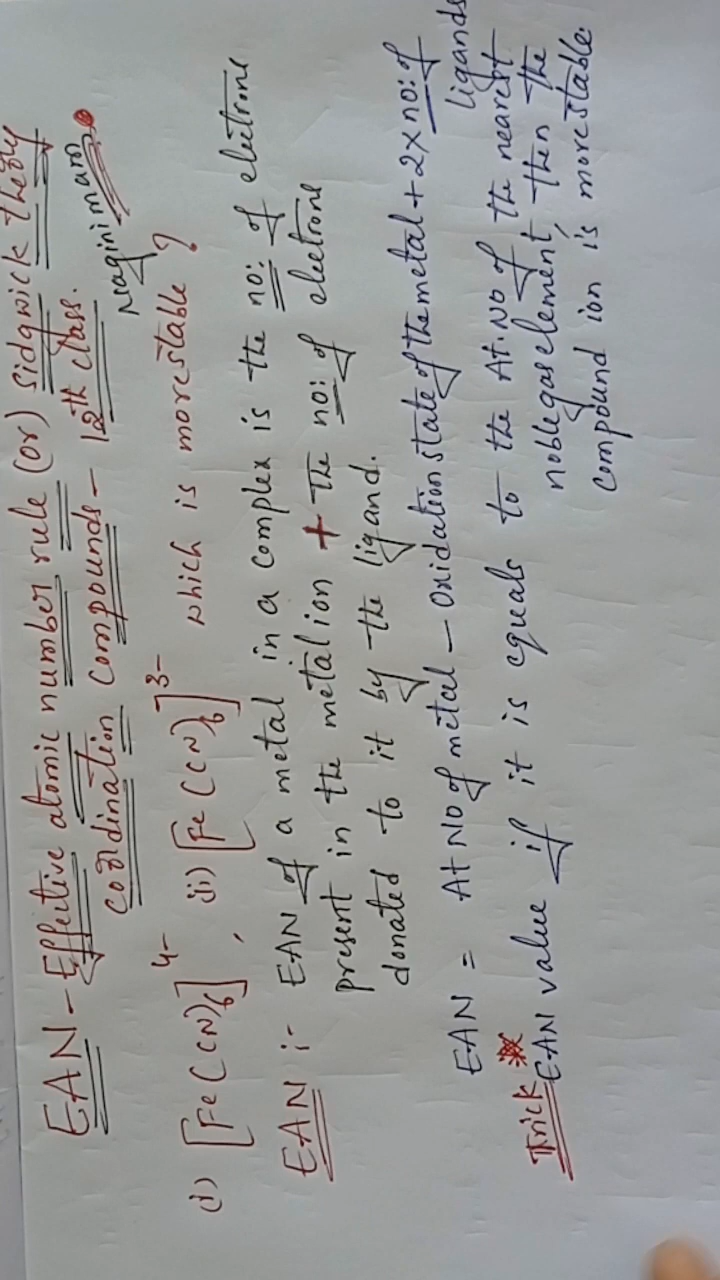 EAN - Effective atomic number rule (or) sidgwick theory
coordination compounds - 12th class.
Nagini mam
(i) [Fe(CN)6]4- , ii) [Fe(CN)6]3- which is more stable ?
EAN :- EAN of a metal in a complex is the no: of electrons
present in the metal ion + the no: of electrons
donated to it by the ligand.
EAN = At No of metal - Oxidation state of the metal + 2 x no: of
ligands
Trick
EAN value if it is equals to the At. No of the nearest
noble gas element, then the
compound ion is more stable.